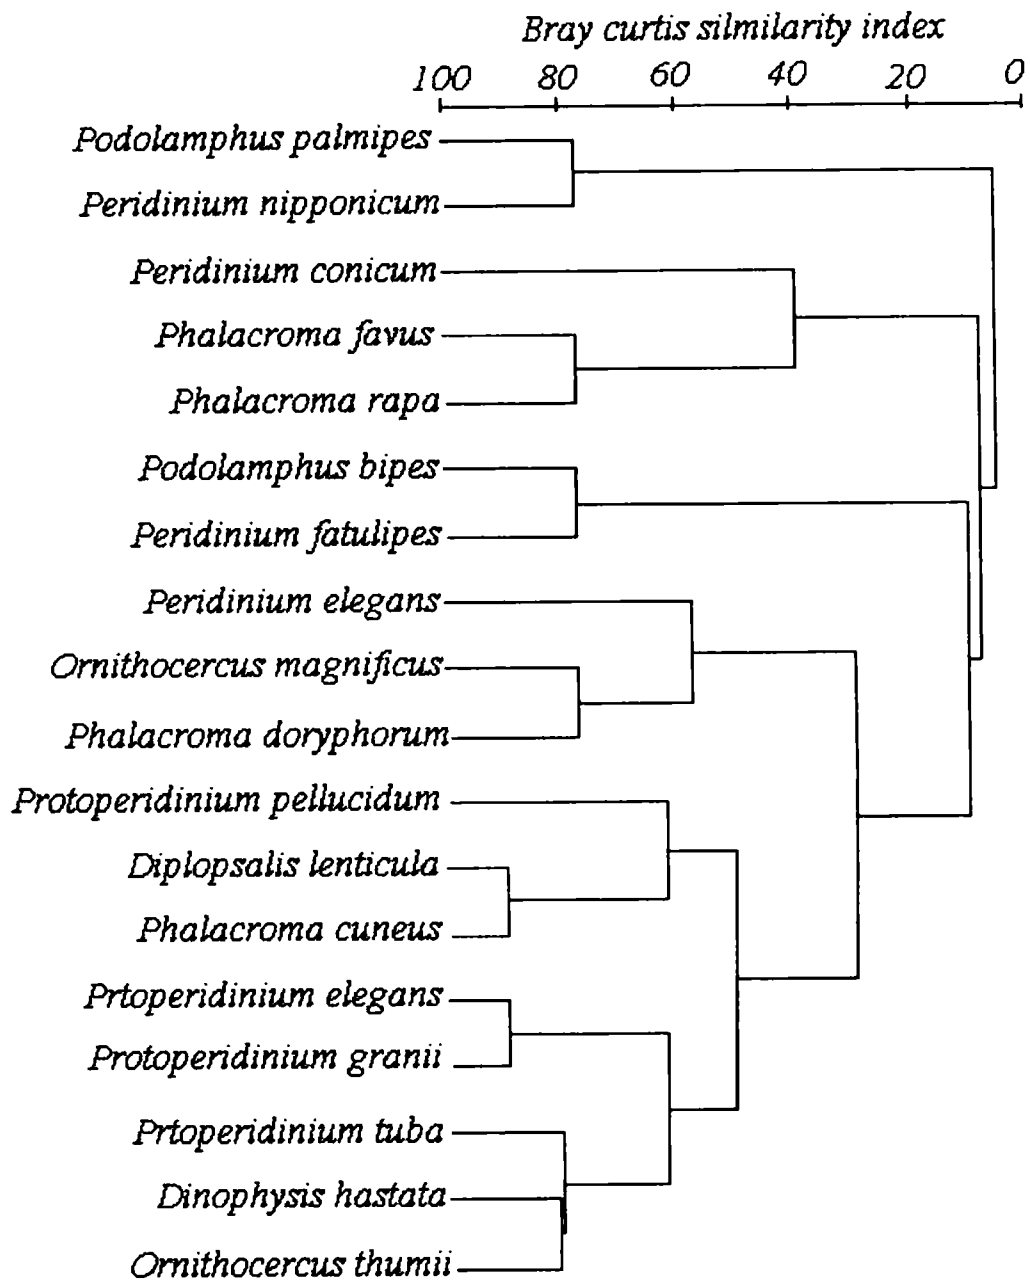 Bray curtis silmilarity index
100 80 60 40 20 0
Podolamphus palmipes
Peridinium nipponicum
Peridinium conicum
Phalacroma favus
Phalacroma rapa
Podolamphus bipes
Peridinium fatulipes
Peridinium elegans
Ornithocercus magnificus
Phalacroma doryphorum
Protoperidinium pellucidum
Diplopsalis lenticula
Phalacroma cuneus
Prtoperidinium elegans
Protoperidinium granii
Prtoperidinium tuba
Dinophysis hastata
Ornithocercus thumii